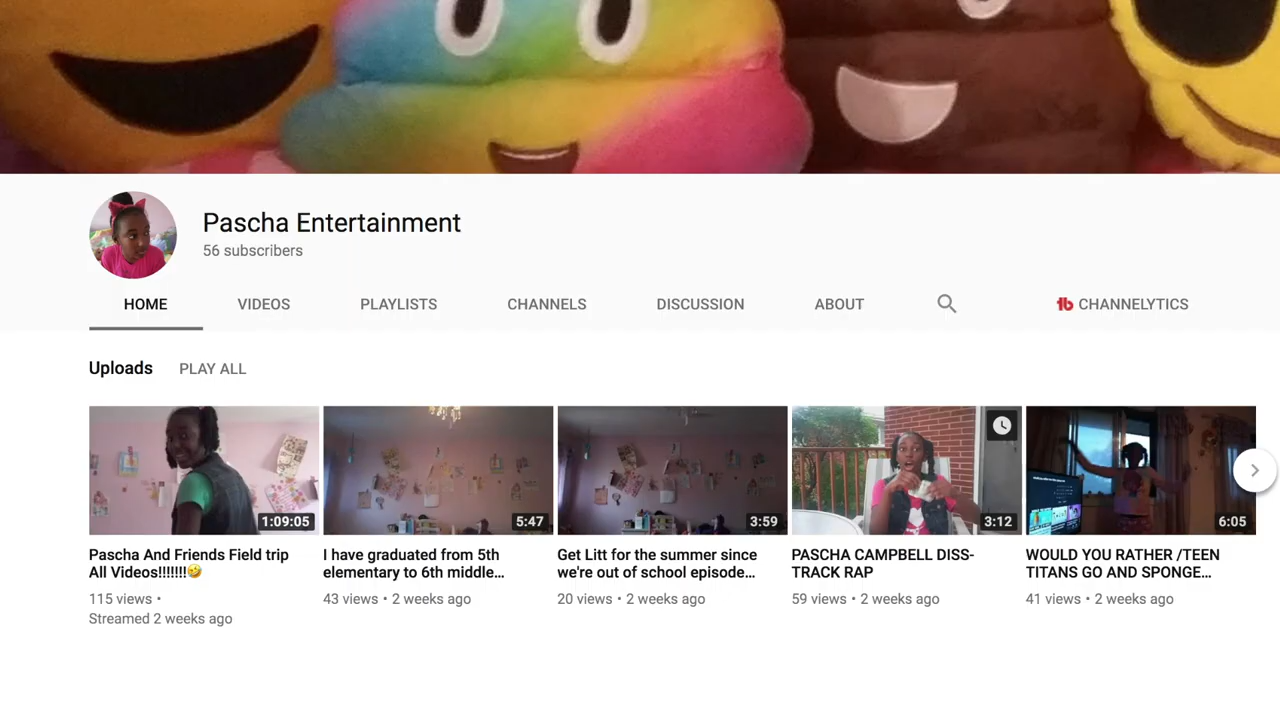 Pascha Entertainment
56 subscribers
HOME VIDEOS PLAYLISTS CHANNELS DISCUSSION ABOUT CHANNELYTICS
Uploads PLAY ALL
1:09:05 5:47 3:59 3:12 6:05
Pascha And Friends Field trip
All Videos!!!!!!!🤣
115 views •
Streamed 2 weeks ago
I have graduated from 5th
elementary to 6th middle...
43 views • 2 weeks ago
Get Litt for the summer since
we're out of school episode...
20 views • 2 weeks ago
PASCHA CAMPBELL DISS-
TRACK RAP
59 views • 2 weeks ago
WOULD YOU RATHER /TEEN
TITANS GO AND SPONGE...
41 views • 2 weeks ago